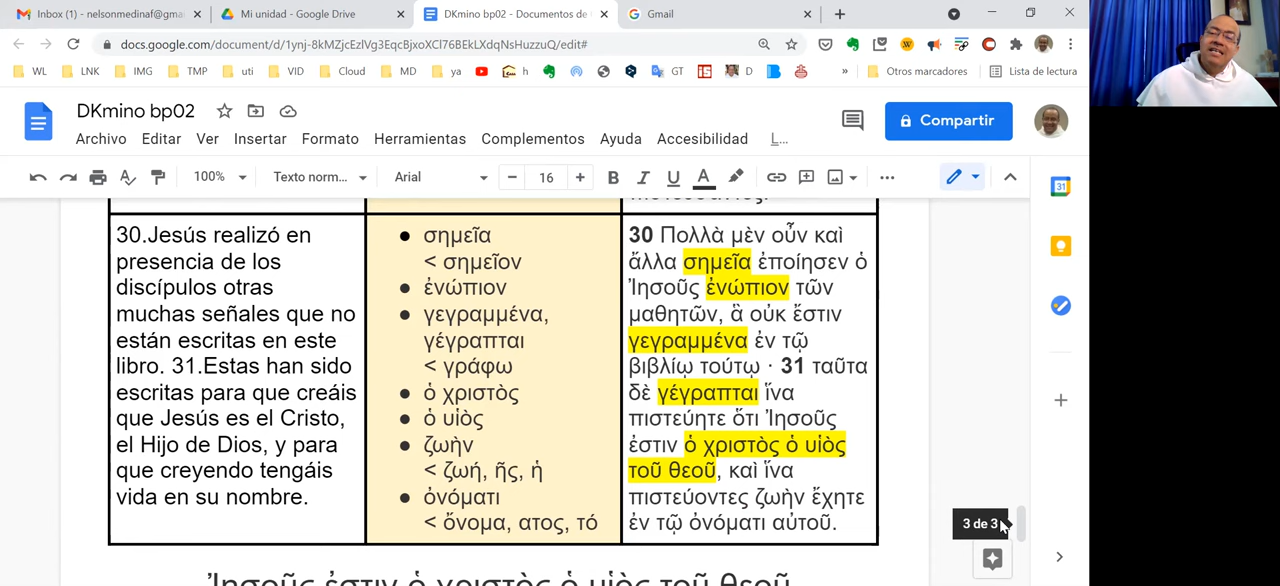 Inbox (1) - nelsonmedinaf@gma
Mi unidad - Google Drive
DKmino bp02 - Documentos de
Gmail
docs.google.com/document/d/1ynj-8kMZjcEzlVg3EqcBjxoXCl76BEkLXdqNsHuzzuQ/edit#
WL LNK IMG TMP uti VID Cloud MD ya h GT D » Otros marcadores Lista de lectura
DKmino bp02
Archivo Editar Ver Insertar Formato Herramientas Complementos Ayuda Accesibilidad L...
Compartir
100% Texto norm... Arial 16 B I U A
30.Jesús realizó en
presencia de los
discípulos otras
muchas señales que no
están escritas en este
libro. 31.Estas han sido
escritas para que creáis
que Jesús es el Cristo,
el Hijo de Dios, y para
que creyendo tengáis
vida en su nombre.
● σημεῖα
< σημεῖον
● ἐνώπιον
● γεγραμμένα,
γέγραπται
< γράφω
● ὁ χριστὸς
● ὁ υἱὸς
● ζωὴν
< ζωή, ῆς, ἡ
● ὀνόματι
< ὄνομα, ατος, τό
30 Πολλὰ μὲν οὖν καὶ
ἄλλα σημεῖα ἐποίησεν ὁ
Ἰησοῦς ἐνώπιον τῶν
μαθητῶν, ἃ οὐκ ἔστιν
γεγραμμένα ἐν τῷ
βιβλίῳ τούτῳ · 31 ταῦτα
δὲ γέγραπται ἵνα
πιστεύητε ὅτι Ἰησοῦς
ἐστιν ὁ χριστὸς ὁ υἱὸς
τοῦ θεοῦ, καὶ ἵνα
πιστεύοντες ζωὴν ἔχητε
ἐν τῷ ὀνόματι αὐτοῦ.
3 de 3
Ἰησοῦς ἐστιν ὁ χριστὸς ὁ υἱὸς τοῦ θεοῦ